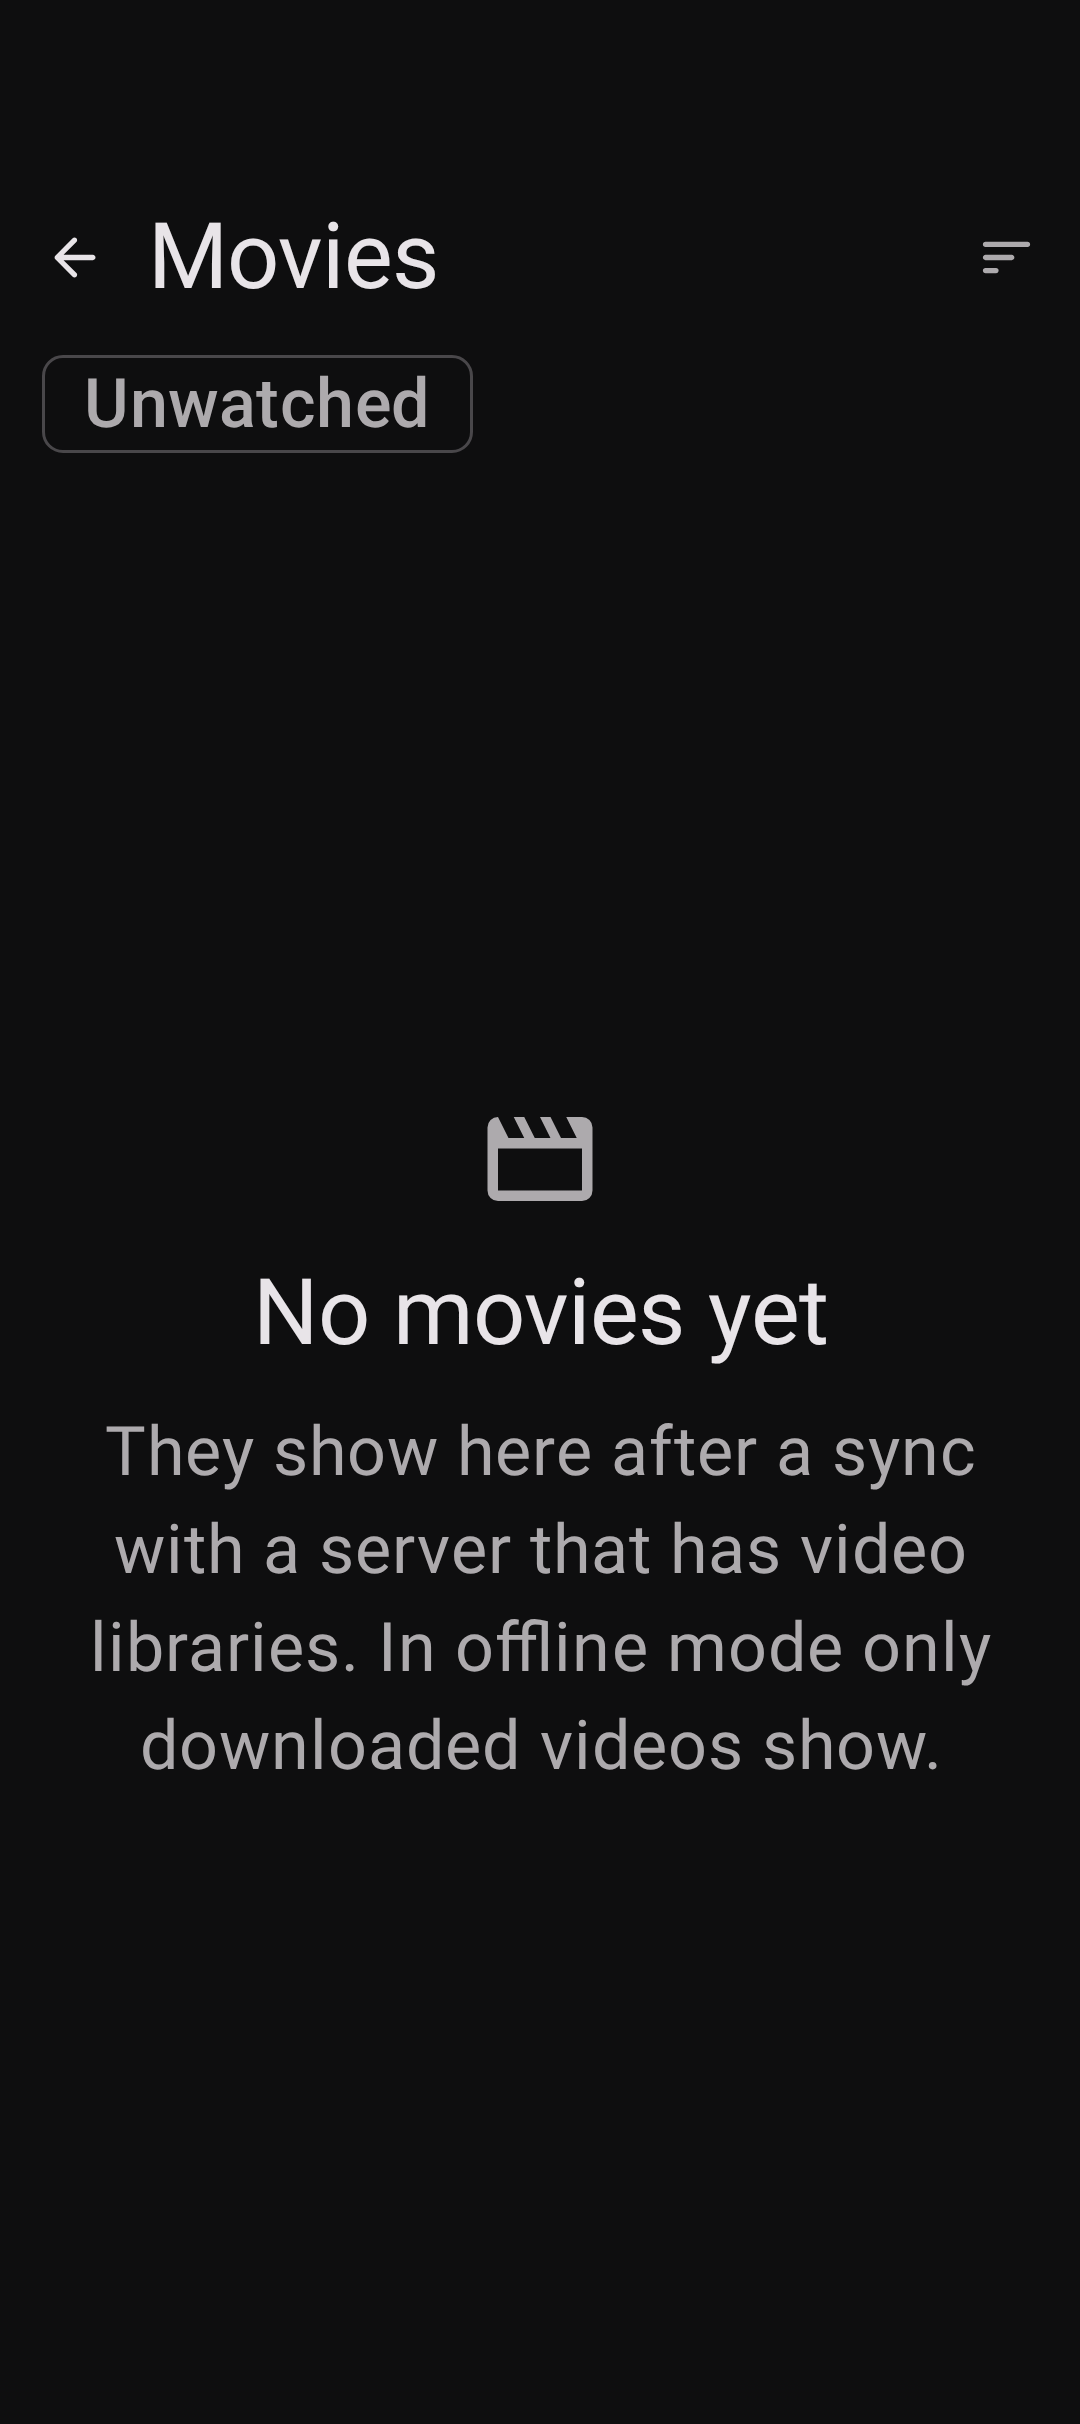 Movies
Unwatched
No movies yet
They show here after a sync
with a server that has video
libraries. In offline mode only
downloaded videos show.